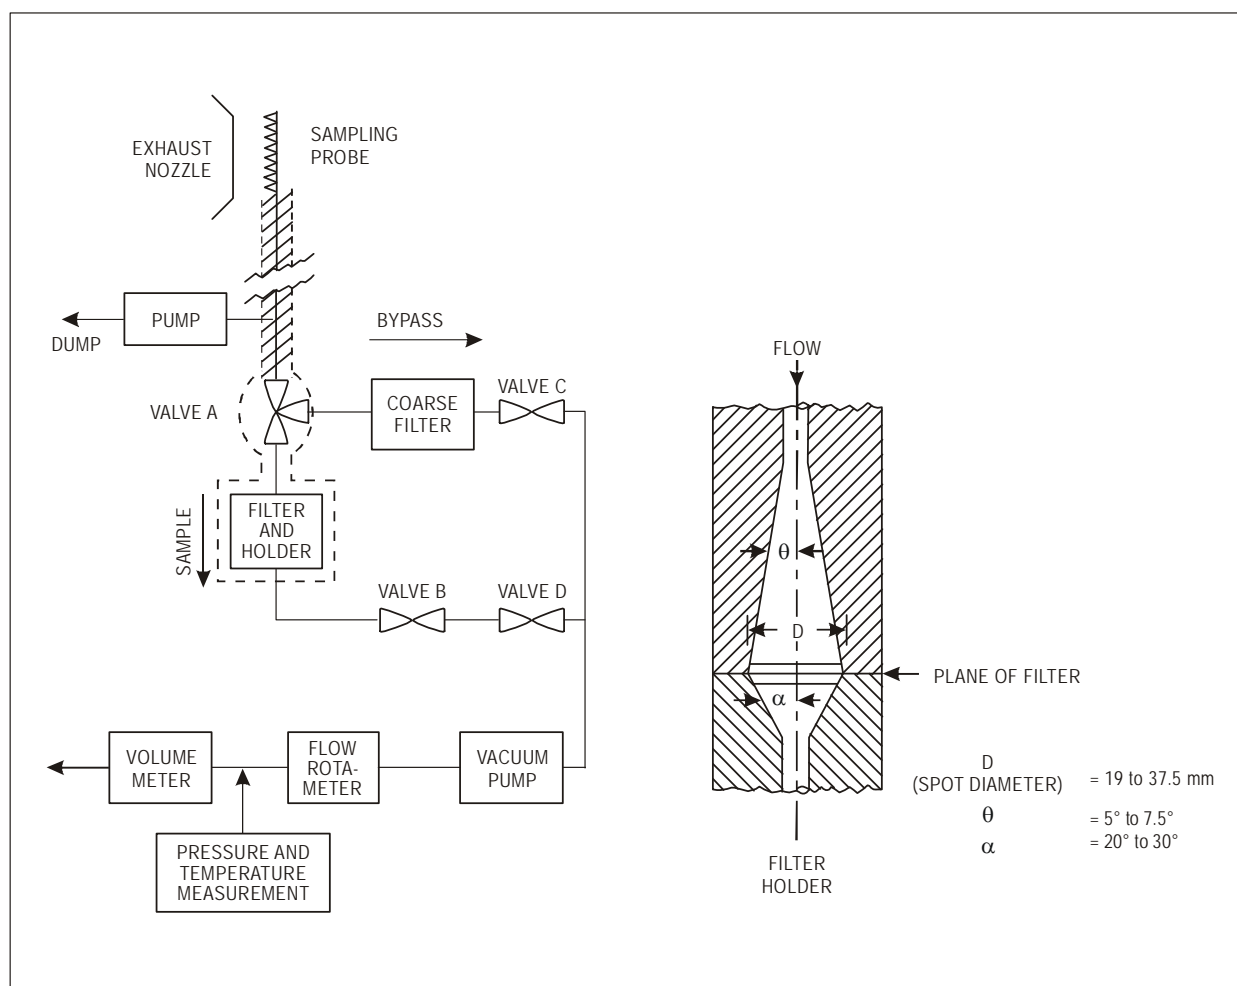 EXHAUST
NOZZLE
SAMPLING
PROBE
PUMP
DUMP
BYPASS
VALVE A
COARSE
FILTER
VALVE C
SAMPLE
FILTER
AND
HOLDER
VALVE B
VALVE D
VOLUME
METER
FLOW
ROTA-
METER
VACUUM
PUMP
PRESSURE AND
TEMPERATURE
MEASUREMENT
FLOW
θ
D
PLANE OF FILTER
α
FILTER
HOLDER
D
(SPOT DIAMETER) = 19 to 37.5 mm
θ = 5° to 7.5°
α = 20° to 30°